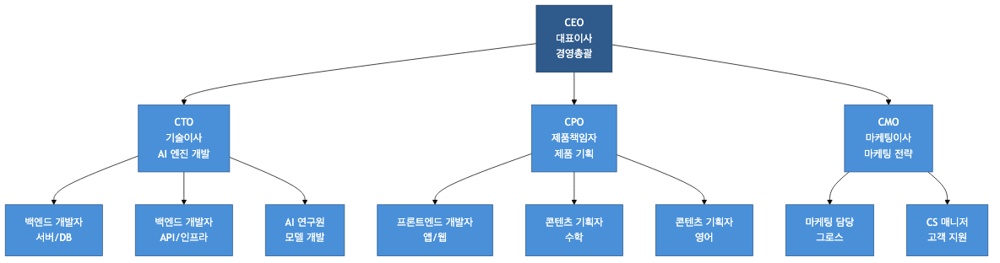 CEO
대표이사
경영총괄
CTO
기술이사
AI 엔진 개발
CPO
제품책임자
제품 기획
CMO
마케팅이사
마케팅 전략
백엔드 개발자
서버/DB
백엔드 개발자
API/인프라
AI 연구원
모델 개발
프론트엔드 개발자
앱/웹
콘텐츠 기획자
수학
콘텐츠 기획자
영어
마케팅 담당
그로스
CS 매니저
고객 지원